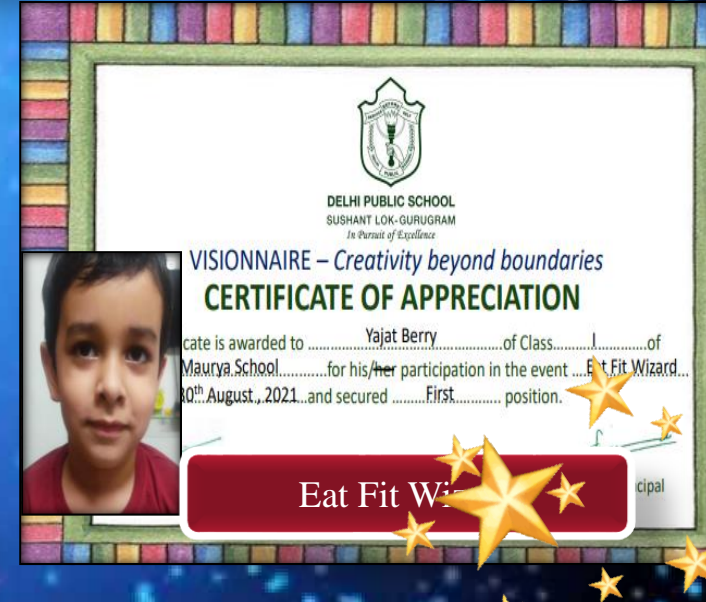 DELHI PUBLIC SCHOOL
SUSHANT LOK-GURUGRAM
In Pursuit of Excellence
VISIONNAIRE – Creativity beyond boundaries
CERTIFICATE OF APPRECIATION
cate is awarded to ...... Yajat Berry ......of Class......I......of
Maurya School......for his/her participation in the event ....Eat Fit Wizard...
30th August , 2021...and secured ......First...... position.
cipal
Eat Fit Wiz